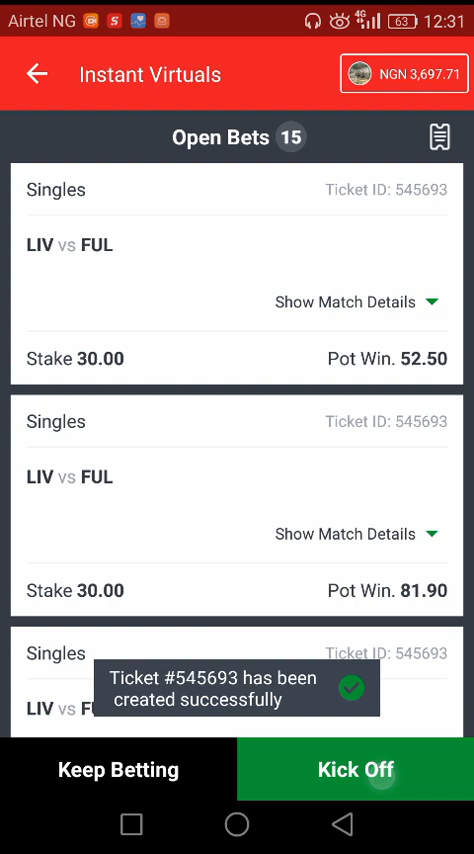 Airtel NG 4G 63 12:31
Instant Virtuals NGN 3,697.71
Open Bets 15
Singles Ticket ID: 545693
LIV vs FUL
Show Match Details
Stake 30.00 Pot Win. 52.50
Singles Ticket ID: 545693
LIV vs FUL
Show Match Details
Stake 30.00 Pot Win. 81.90
Singles Ticket ID: 545693
Ticket #545693 has been
created successfully
LIV vs
Keep Betting Kick Off